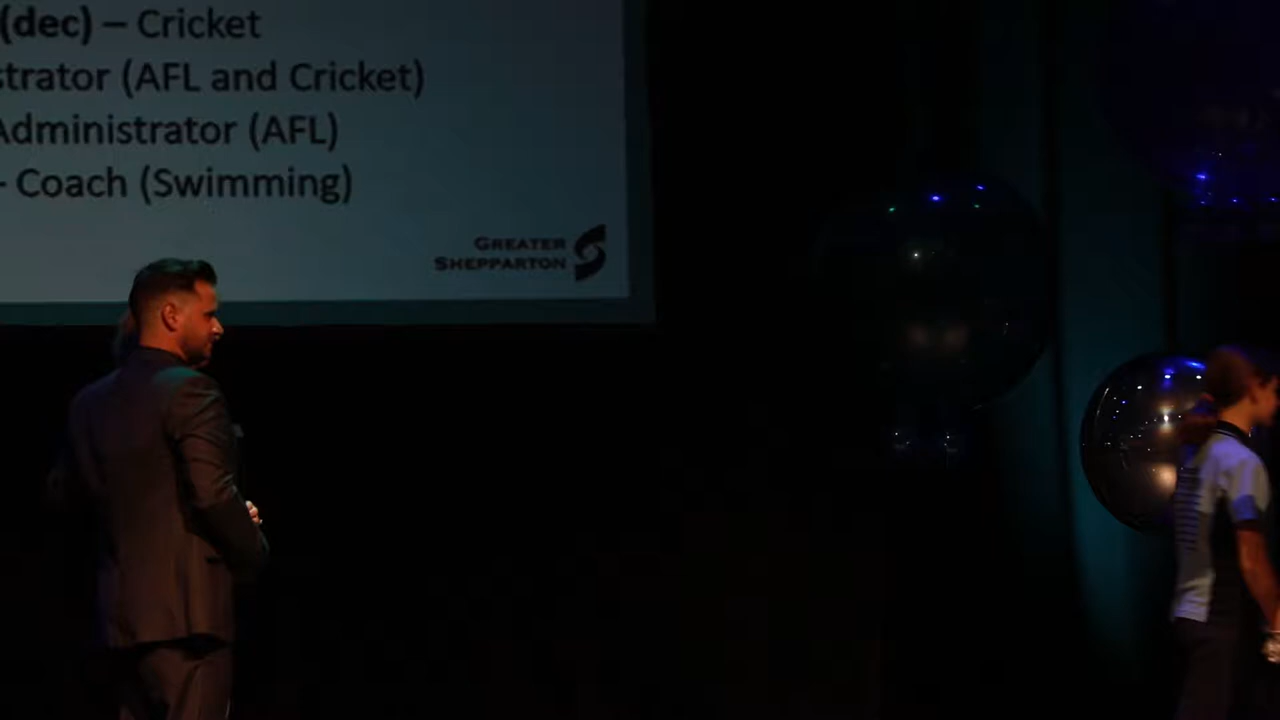 (dec) – Cricket
strator (AFL and Cricket)
Administrator (AFL)
- Coach (Swimming)
GREATER
SHEPPARTON